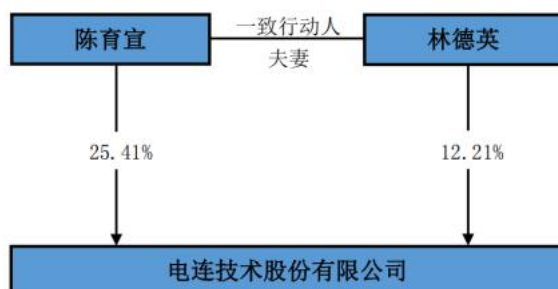 陈育宣
一致行动人
夫妻
林德英
25.41%
12.21%
电连技术股份有限公司